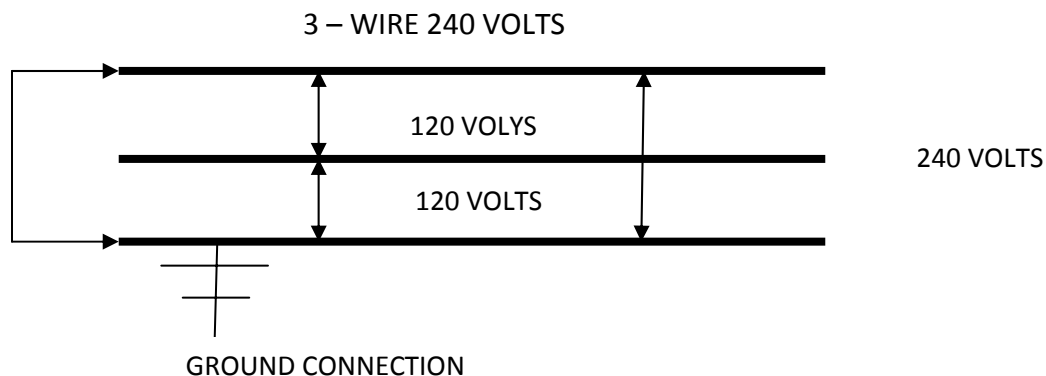 3 – WIRE 240 VOLTS
120 VOLYS
240 VOLTS
120 VOLTS
GROUND CONNECTION